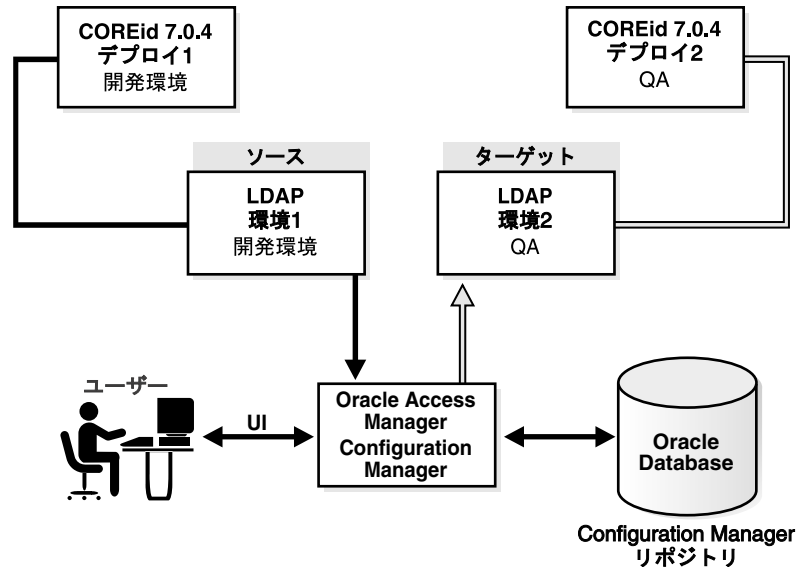 COREid 7.0.4
デプロイ1
開発環境
COREid 7.0.4
デプロイ2
QA
ソース
LDAP
環境1
開発環境
ターゲット
LDAP
環境2
QA
ユーザー
UI
Oracle Access
Manager
Configuration
Manager
Oracle
Database
Configuration Manager
リポジトリ